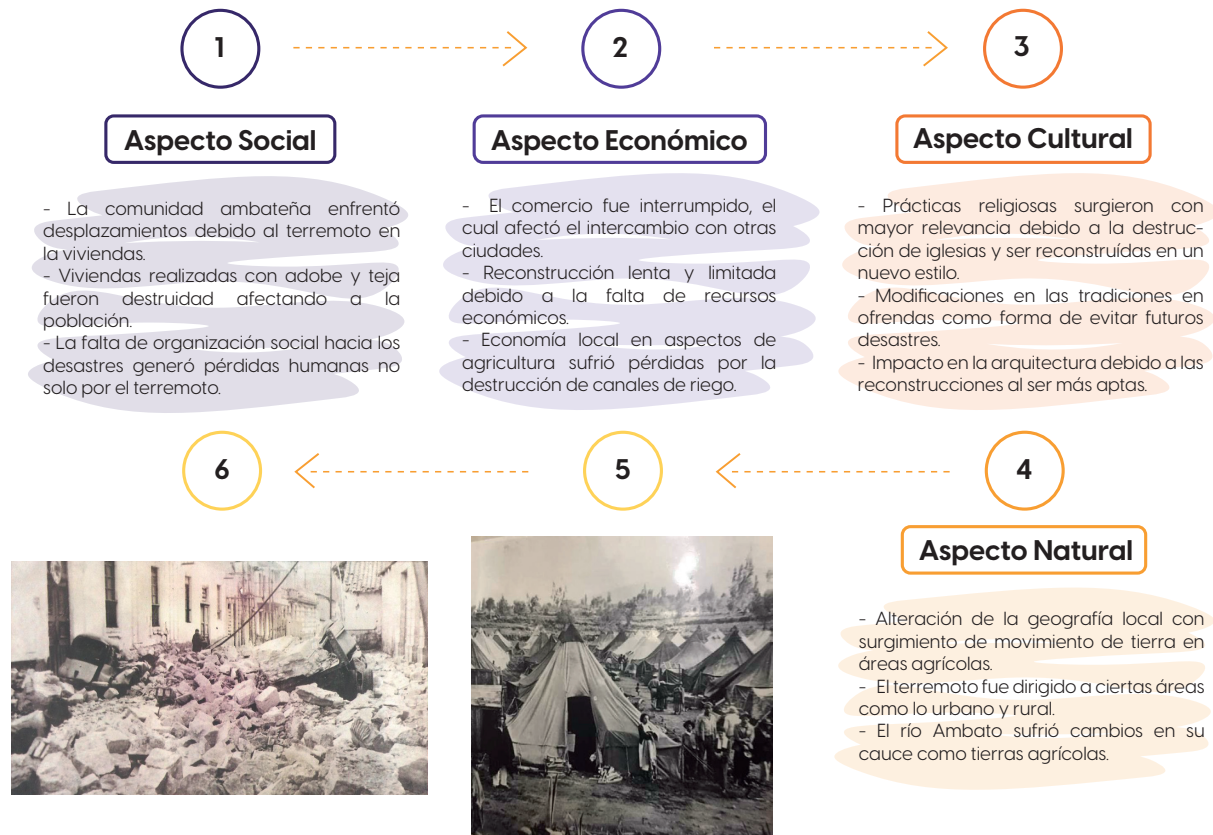 1
Aspecto Social
- La comunidad ambateña enfrentó
desplazamientos debido al terremoto en
la viviendas.
- Viviendas realizadas con adobe y teja
fueron destruidad afectando a la
población.
- La falta de organización social hacia los
desastres generó pérdidas humanas no
solo por el terremoto.
2
Aspecto Económico
- El comercio fue interrumpido, el
cual afectó el intercambio con otras
ciudades.
- Reconstrucción lenta y limitada
debido a la falta de recursos
económicos.
- Economía local en aspectos de
agricultura sufrió pérdidas por la
destrucción de canales de riego.
3
Aspecto Cultural
- Prácticas religiosas surgieron con
mayor relevancia debido a la destruc-
ción de iglesias y ser reconstruídas en un
nuevo estilo.
- Modificaciones en las tradiciones en
ofrendas como forma de evitar futuros
desastres.
- Impacto en la arquitectura debido a las
reconstrucciones al ser más aptas.
4
Aspecto Natural
- Alteración de la geografía local con
surgimiento de movimiento de tierra en
áreas agrícolas.
- El terremoto fue dirigido a ciertas áreas
como lo urbano y rural.
- El río Ambato sufrió cambios en su
cauce como tierras agrícolas.
5
6